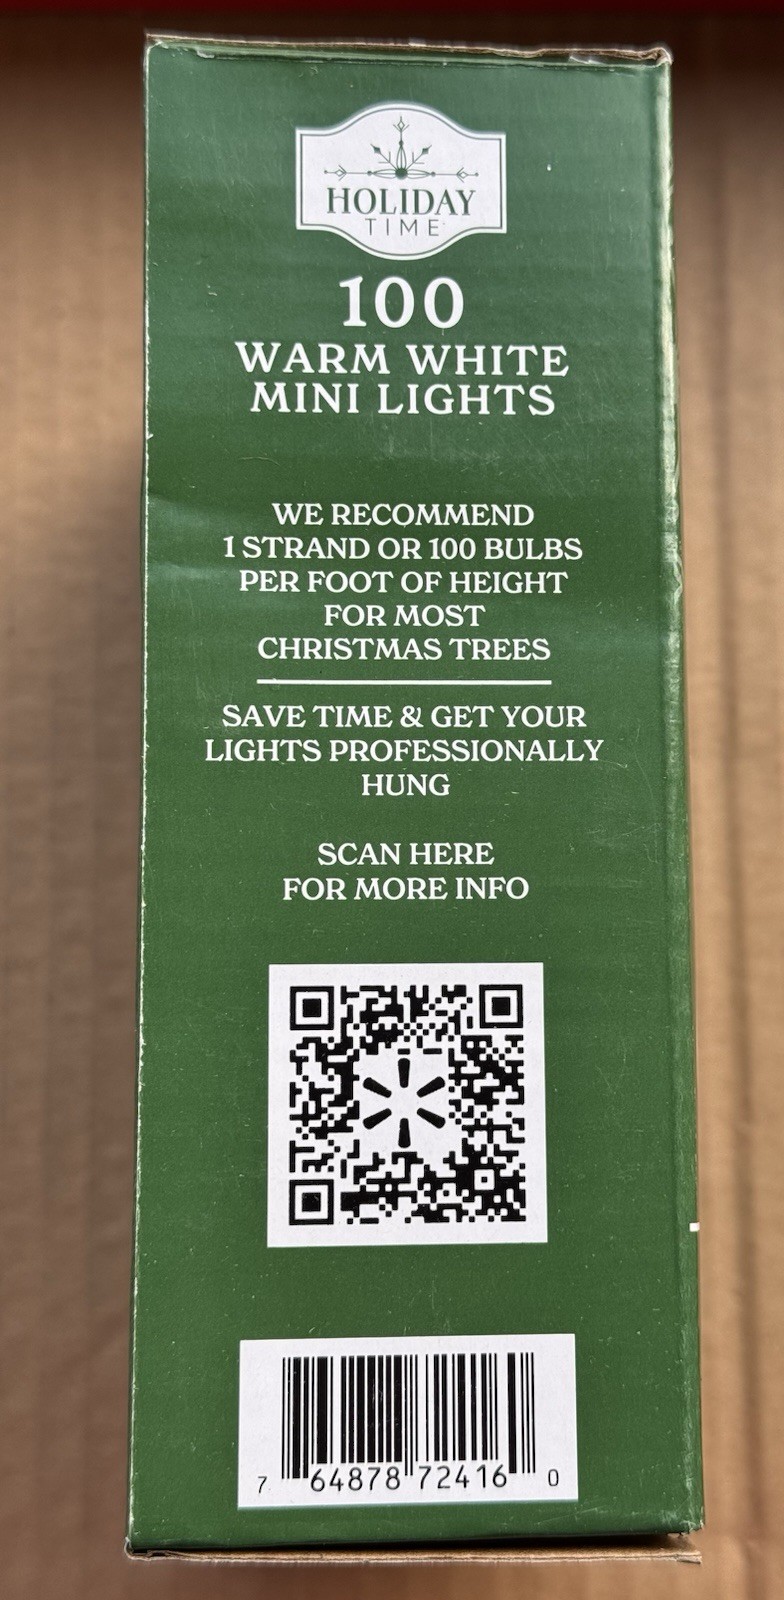 HOLIDAY
TIME
100
WARM WHITE
MINI LIGHTS
WE RECOMMEND
1 STRAND OR 100 BULBS
PER FOOT OF HEIGHT
FOR MOST
CHRISTMAS TREES
SAVE TIME & GET YOUR
LIGHTS PROFESSIONALLY
HUNG
SCAN HERE
FOR MORE INFO
7 64878 72416 0